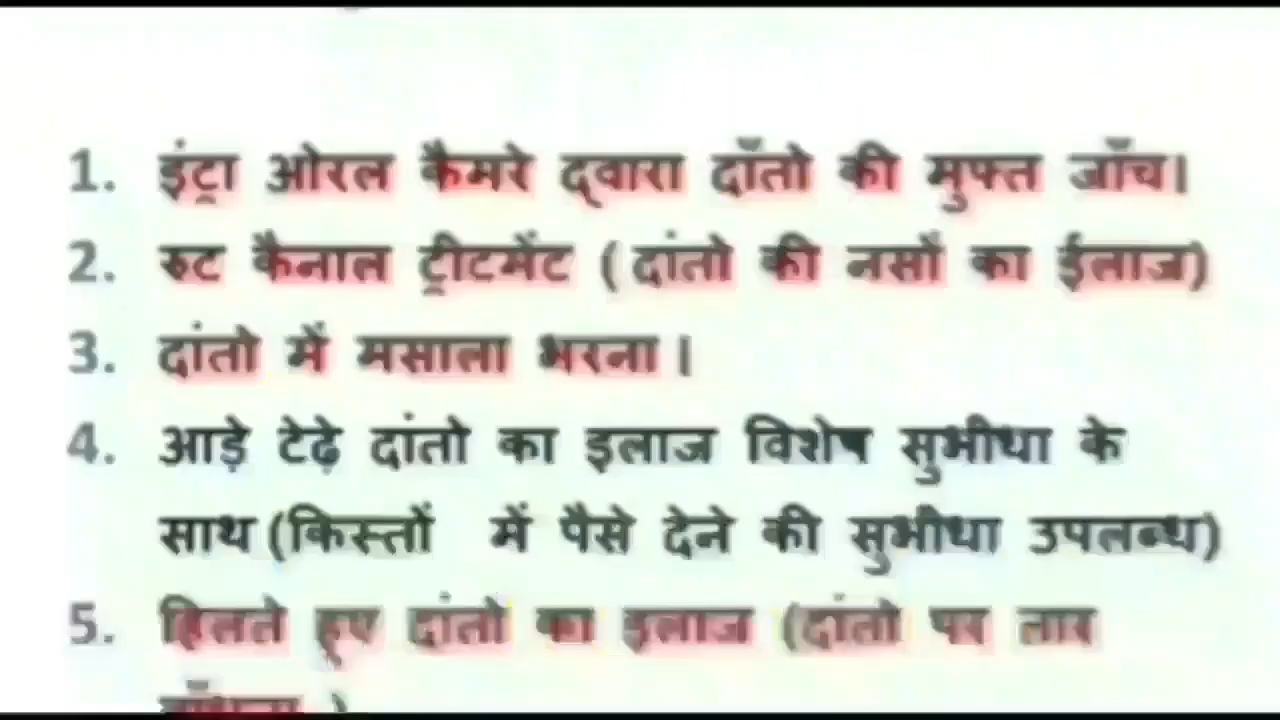 1. इंट्रा ओरल कैमरे द्वारा दाँतो की मुफ्त जाँच।
2. रुट कैनाल ट्रीटमेंट ( दांतो की नसों का ईलाज)
3. दांतो में मसाला भरना ।
4. आड़े टेढ़े दांतो का इलाज विशेष सुभीधा के
साथ (किस्तों में पैसे देने की सुभीधा उपलब्ध)
5. हिलते हुए दांतो का इलाज (दांतो पर तार